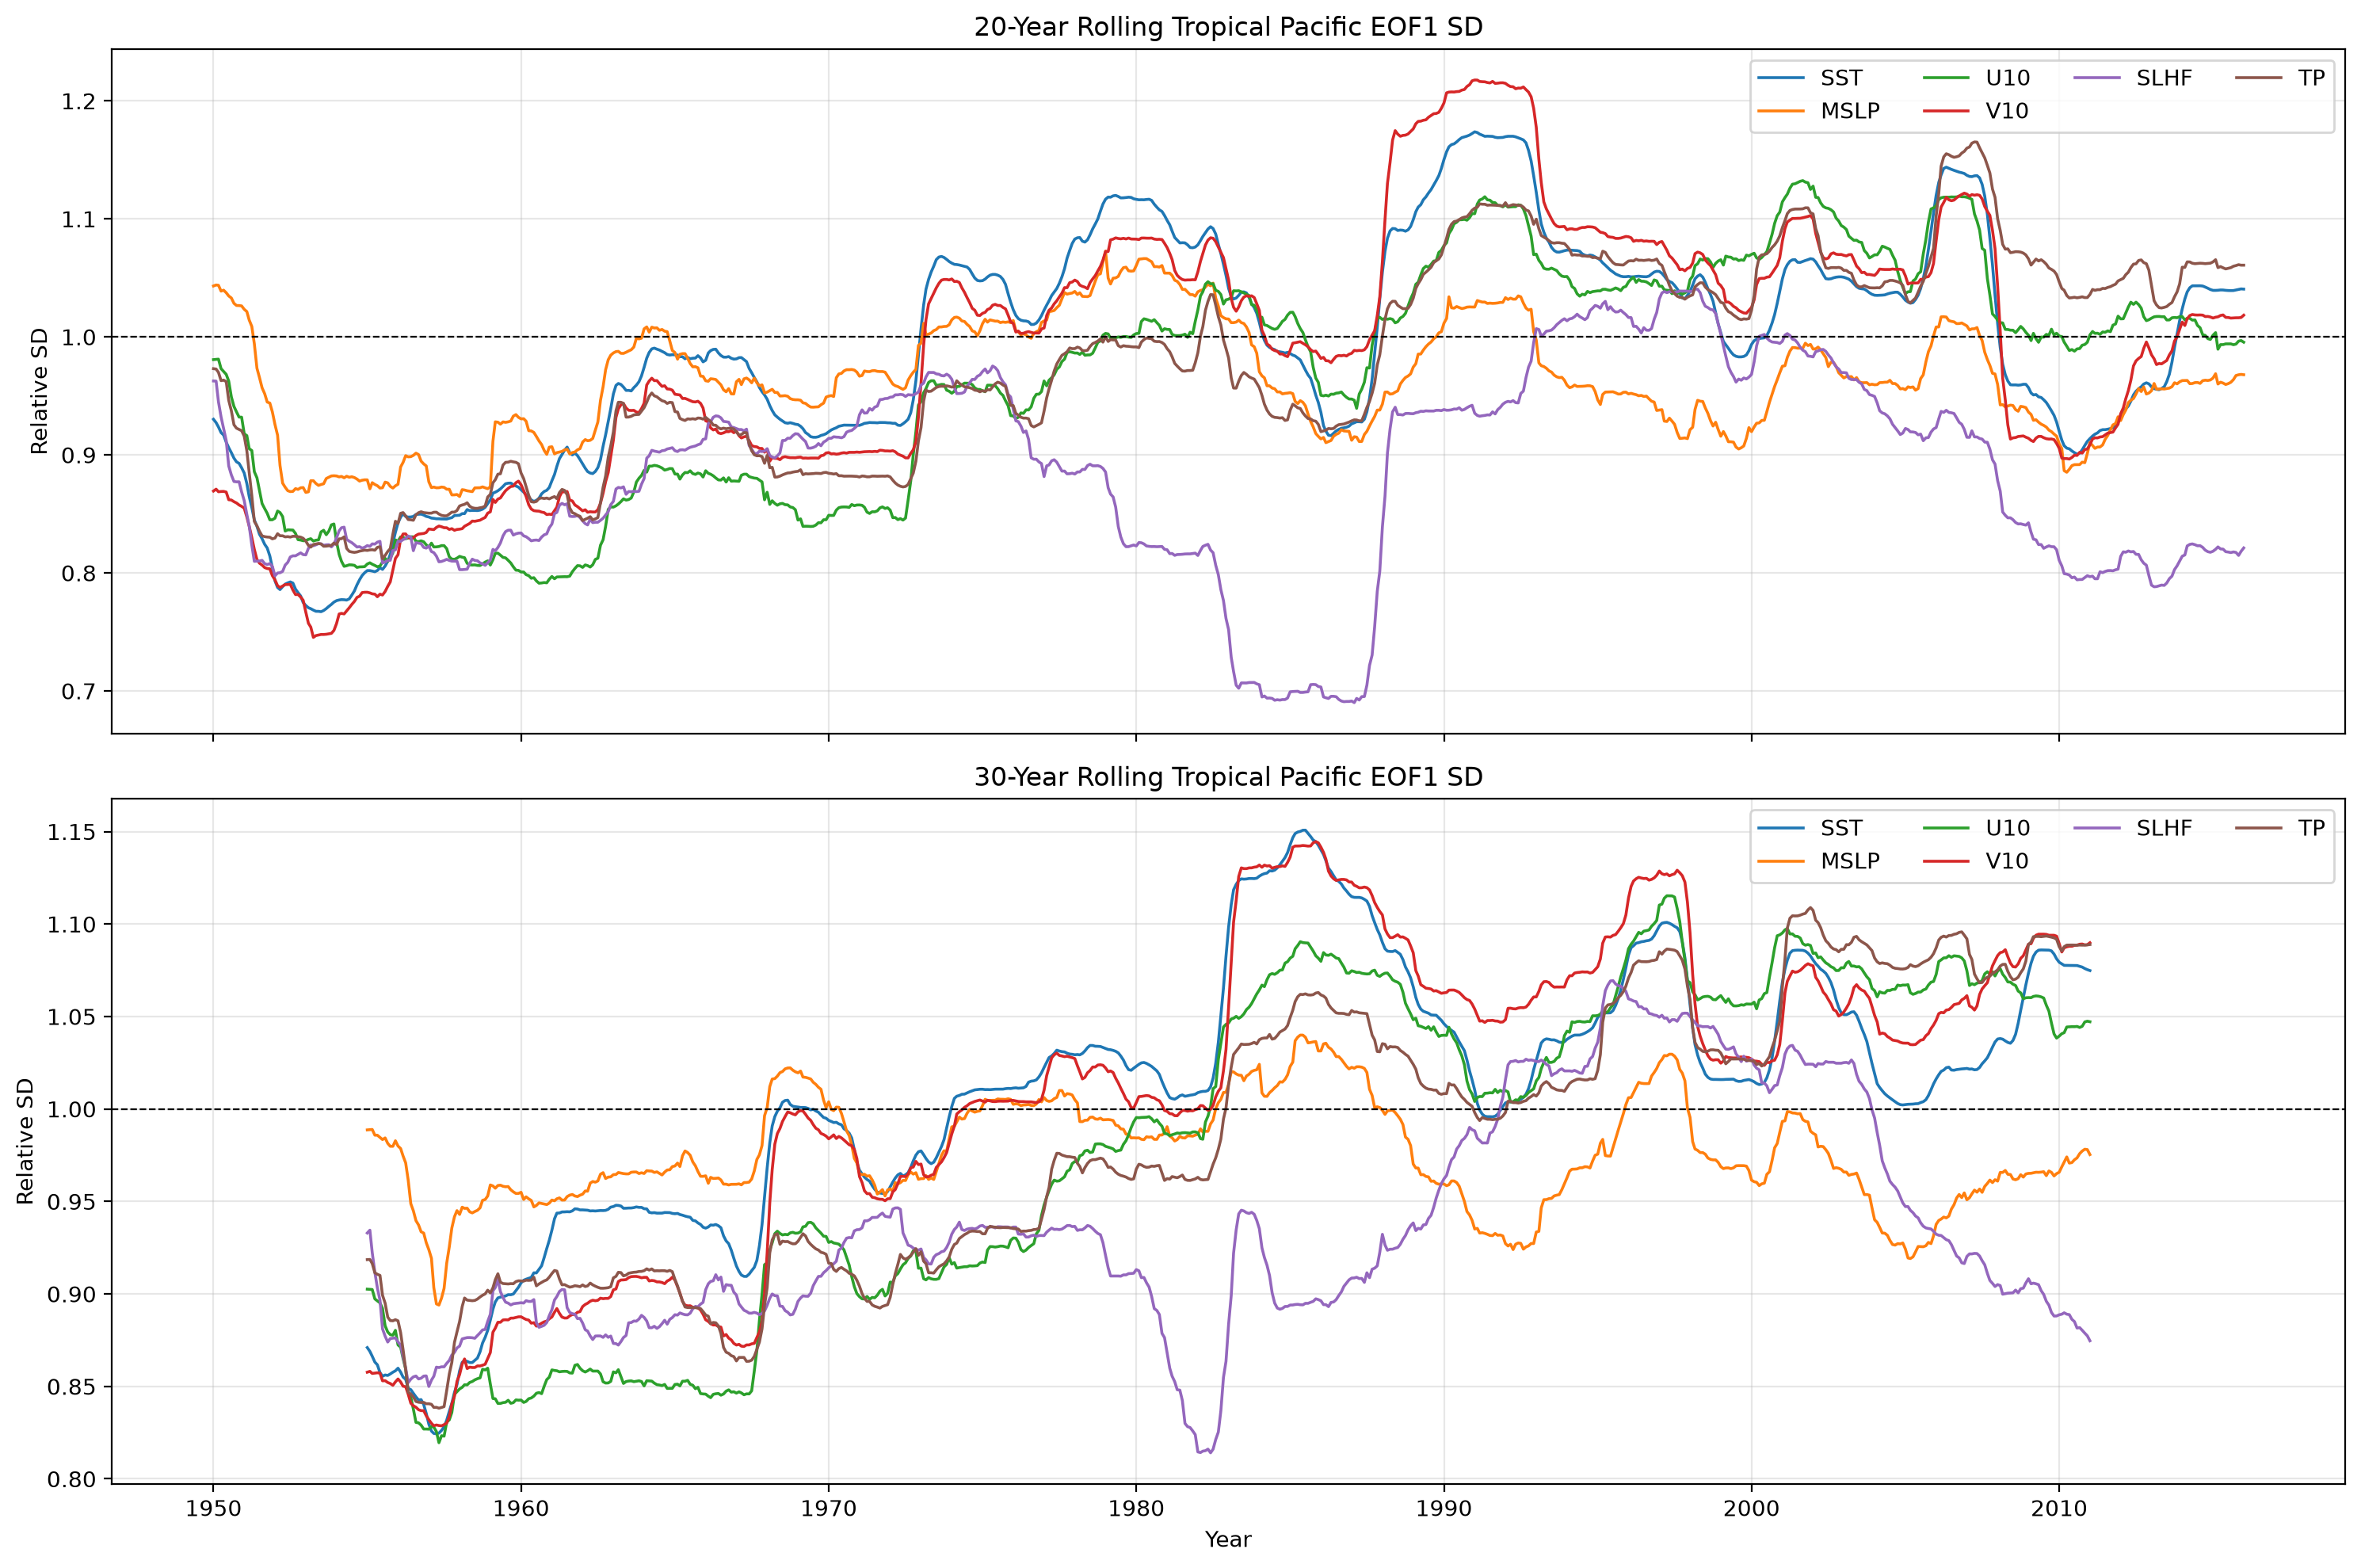 20-Year Rolling Tropical Pacific EOF1 SD
Relative SD
1.2
1.1
1.0
0.9
0.8
0.7
SST U10 SLHF TP
MSLP V10
30-Year Rolling Tropical Pacific EOF1 SD
Relative SD
1.15
1.10
1.05
1.00
0.95
0.90
0.85
0.80
SST U10 SLHF TP
MSLP V10
1950 1960 1970 1980 1990 2000 2010
Year